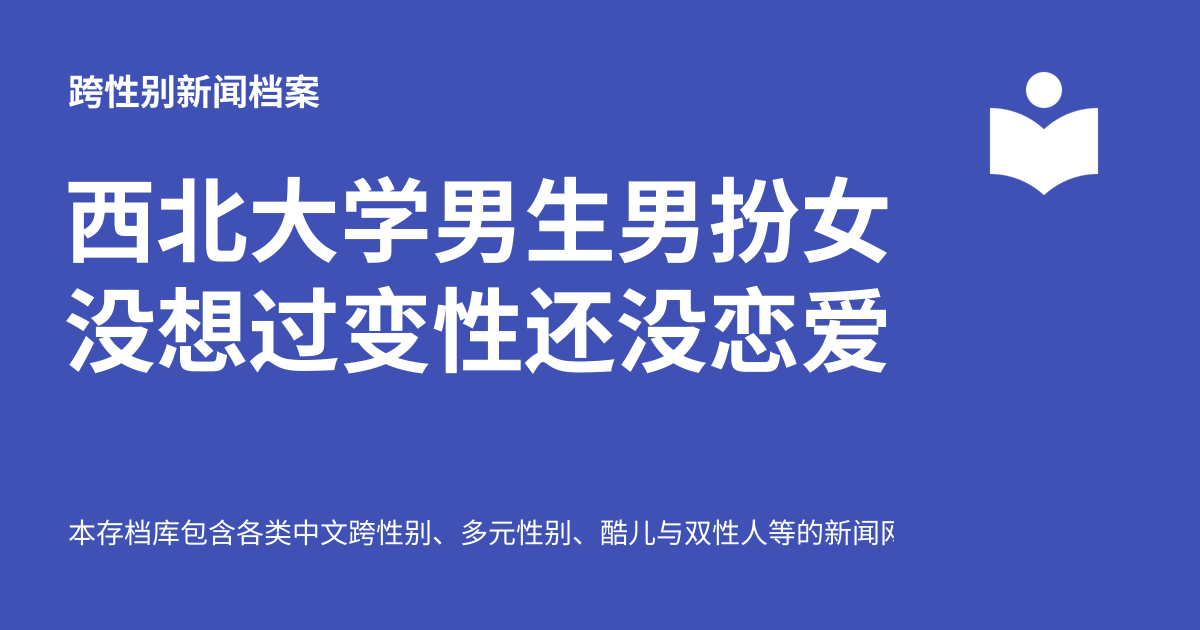 跨性别新闻档案
西北大学男生男扮女
没想过变性还没恋爱
本存档库包含各类中文跨性别、多元性别、酷儿与双性人等的新闻